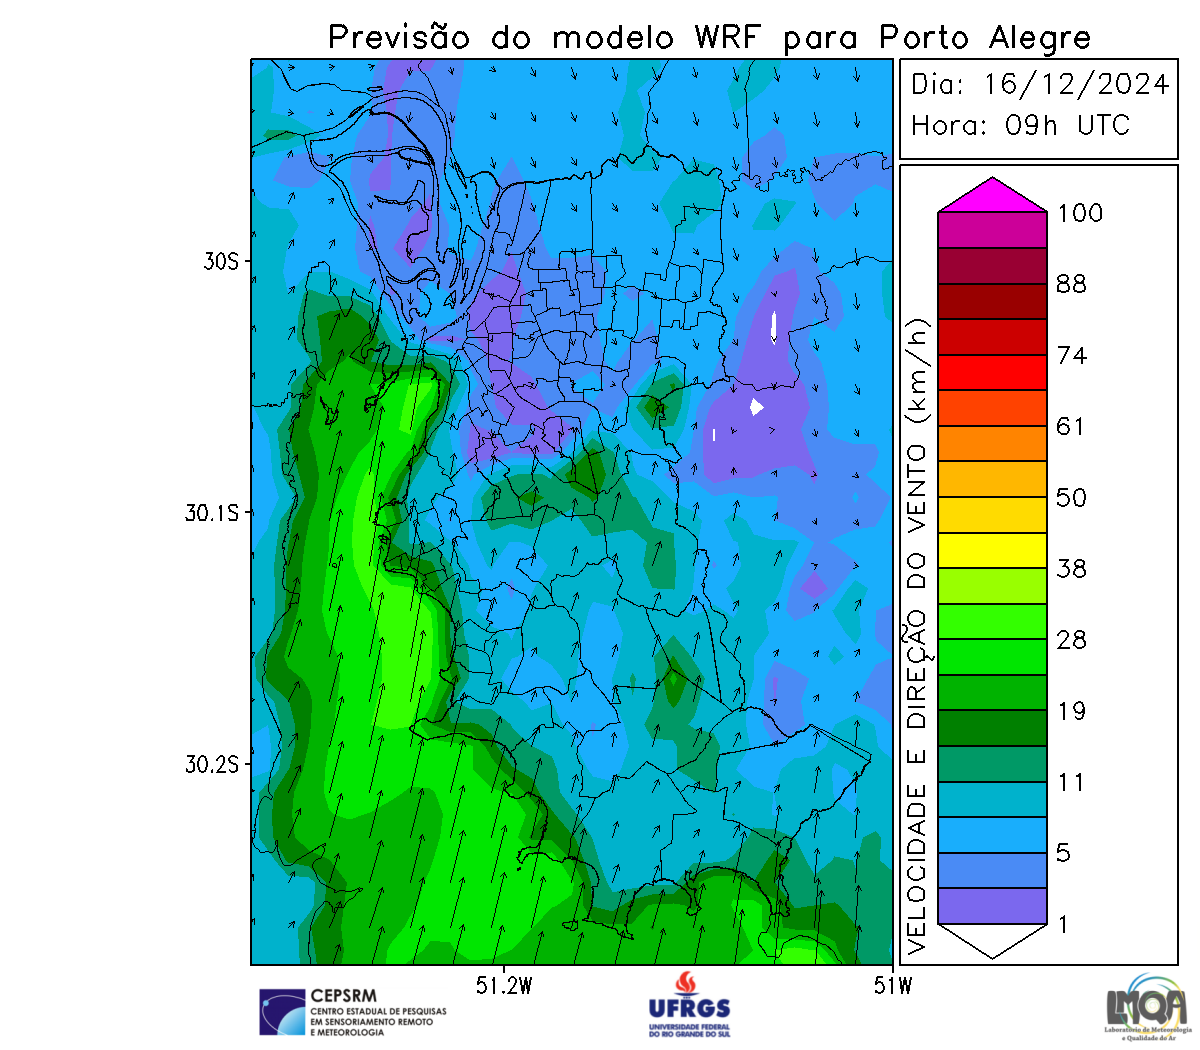 Previsão do modelo WRF para Porto Alegre
Dia: 16/12/2024
Hora: 09h UTC
30S
30.1S
30.2S
51.2W
51W
VELOCIDADE E DIREÇÃO DO VENTO (km/h)
100
88
74
61
50
38
28
19
11
5
1
CEPSRM
CENTRO ESTADUAL DE PESQUISAS
EM SENSORIAMENTO REMOTO
E METEOROLOGIA
UFRGS
UNIVERSIDADE FEDERAL
DO RIO GRANDE DO SUL
LMQA
Laboratório de Meteorologia
e Qualidade do Ar